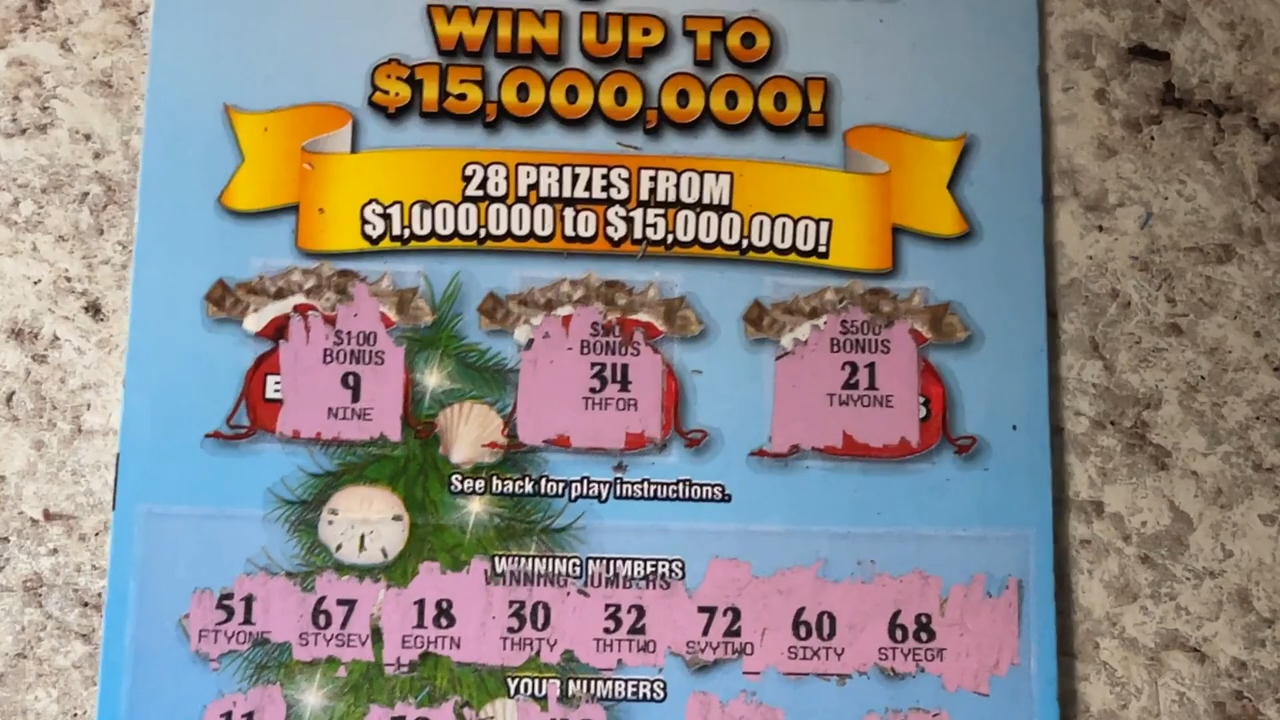 WIN UP TO
$15,000,000!
28 PRIZES FROM
$1,000,000 to $15,000,000!
$100
BONUS
9
NINE
BONUS
34
THFOR
$500
BONUS
21
TWYONE
See back for play instructions.
WINNING NUMBERS
51 67 18 30 32 72 60 68
FTYONE STYSEV EGHTN THRTY THTTWO SVYTWO SIXTY STYEGT
YOUR NUMBERS
11